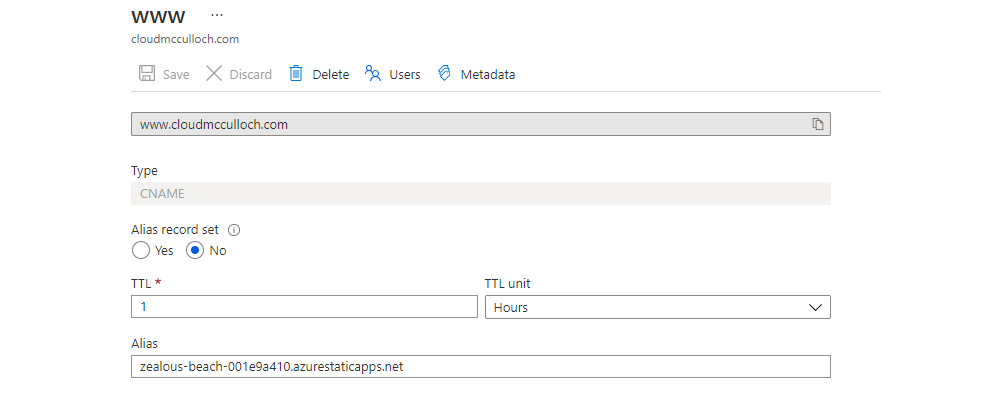 www ...
cloudmcculloch.com
Save Discard Delete Users Metadata
www.cloudmcculloch.com
Type
CNAME
Alias record set
Yes No
TTL * TTL unit
1 Hours
Alias
zealous-beach-001e9a410.azurestaticapps.net